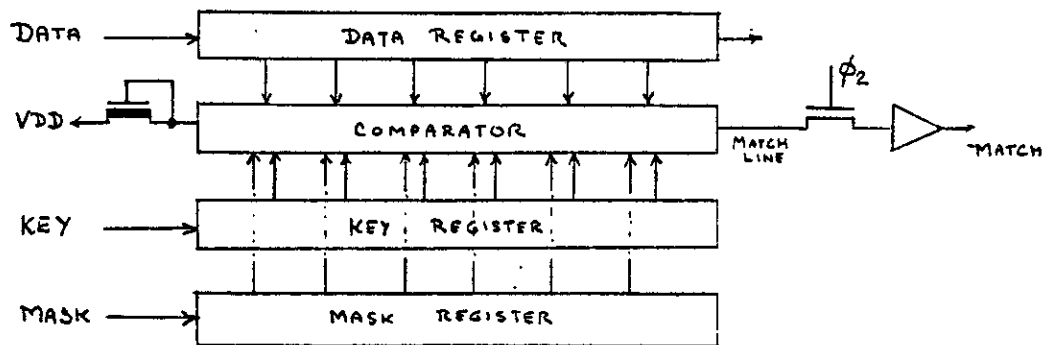 DATA
DATA REGISTER
φ2
VDD
COMPARATOR
MATCH
LINE
MATCH
KEY
KEY REGISTER
MASK
MASK REGISTER